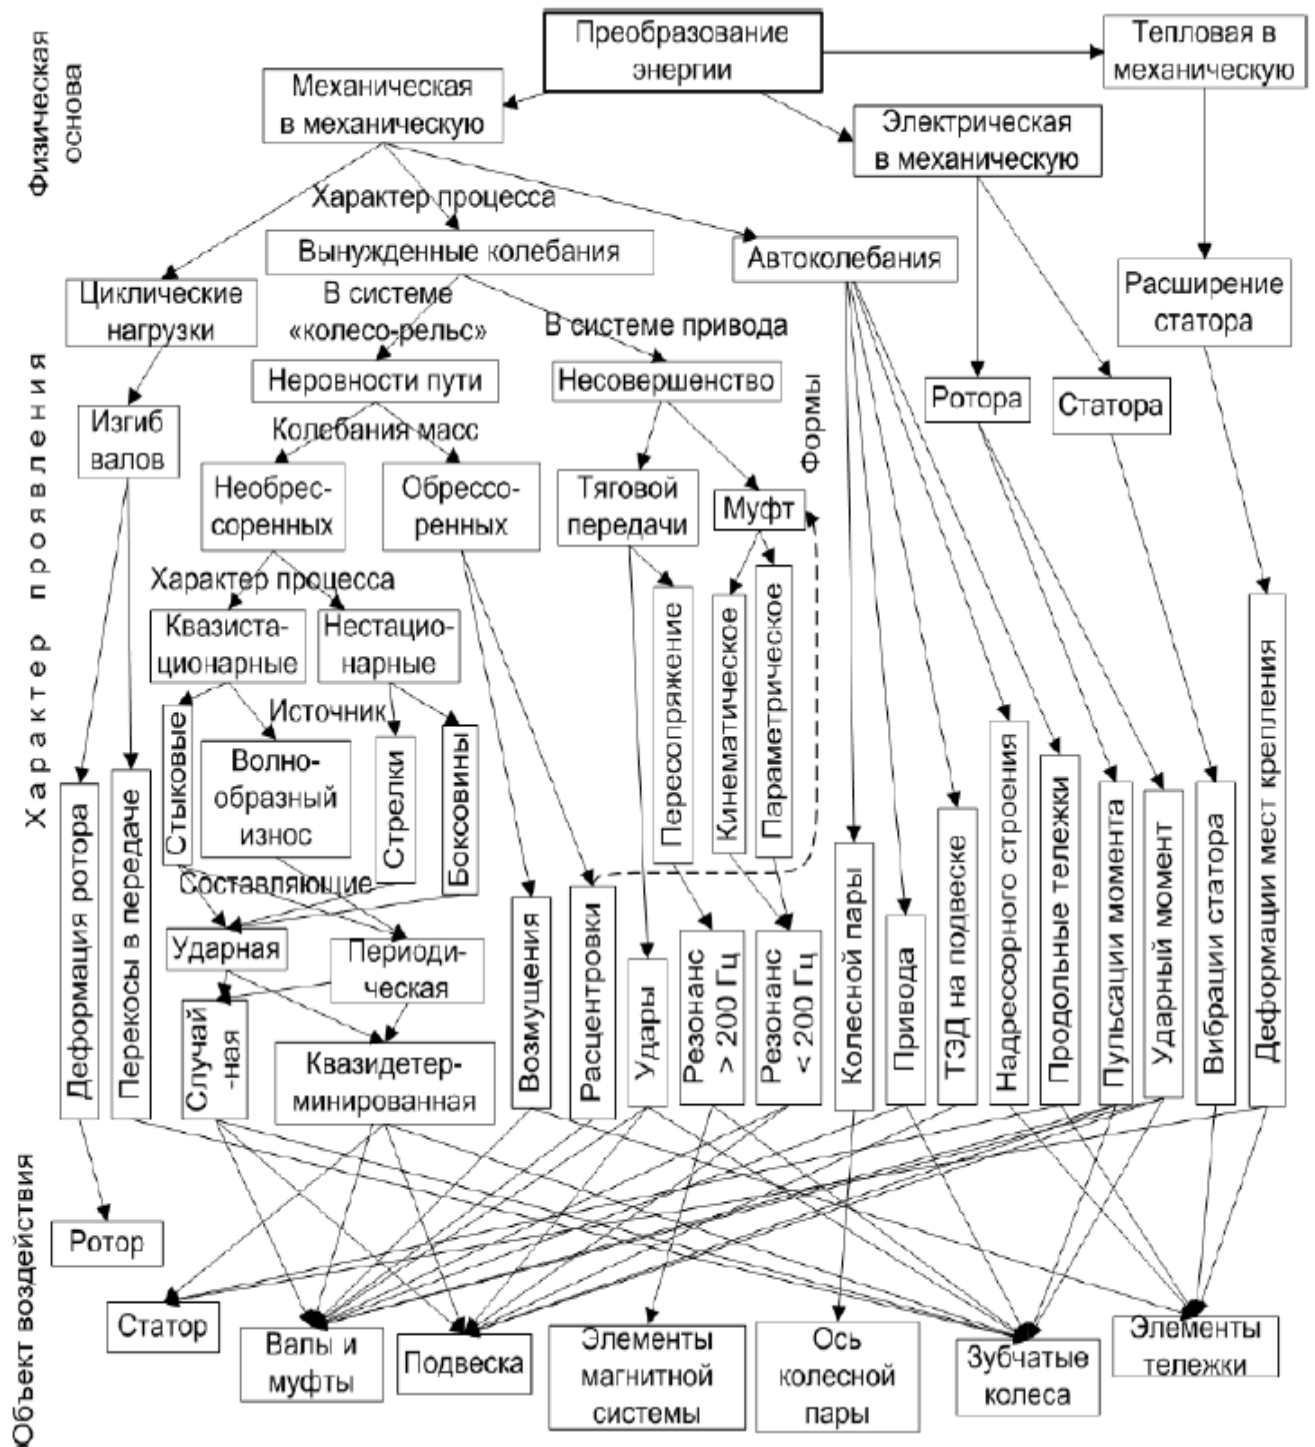 Физическая
основа
Преобразование
энергии
Тепловая в
механическую
Механическая
в механическую
Электрическая
в механическую
Характер процесса
Вынужденные колебания
Автоколебания
Циклические
нагрузки
В системе
«колесо-рельс»
В системе привода
Расширение
статора
Характер проявления
Неровности пути
Несовершенство
Формы
Ротора
Статора
Изгиб
валов
Колебания масс
Необрес-
соренных
Обрессо-
ренных
Тяговой
передачи
Муфт
Характер процесса
Квазиста-
ционарные
Нестацио-
нарные
Пересопряжение
Кинематическое
Параметрическое
Источник
Стыковые
Волно-
образный
износ
Стрелки
Боксовины
Составляющие
Ударная
Периоди-
ческая
Случай
-ная
Квазидетер-
минированная
Деформация ротора
Перекосы в передаче
Возмущения
Расцентровки
Удары
Резонанс
> 200 Гц
Резонанс
< 200 Гц
Колесной пары
Привода
ТЭД на подвеске
Надрессорного строения
Продольные тележки
Пульсации момента
Ударный момент
Вибрации статора
Деформации мест крепления
Объект воздействия
Ротор
Статор
Валы и
муфты
Подвеска
Элементы
магнитной
системы
Ось
колесной
пары
Зубчатые
колеса
Элементы
тележки